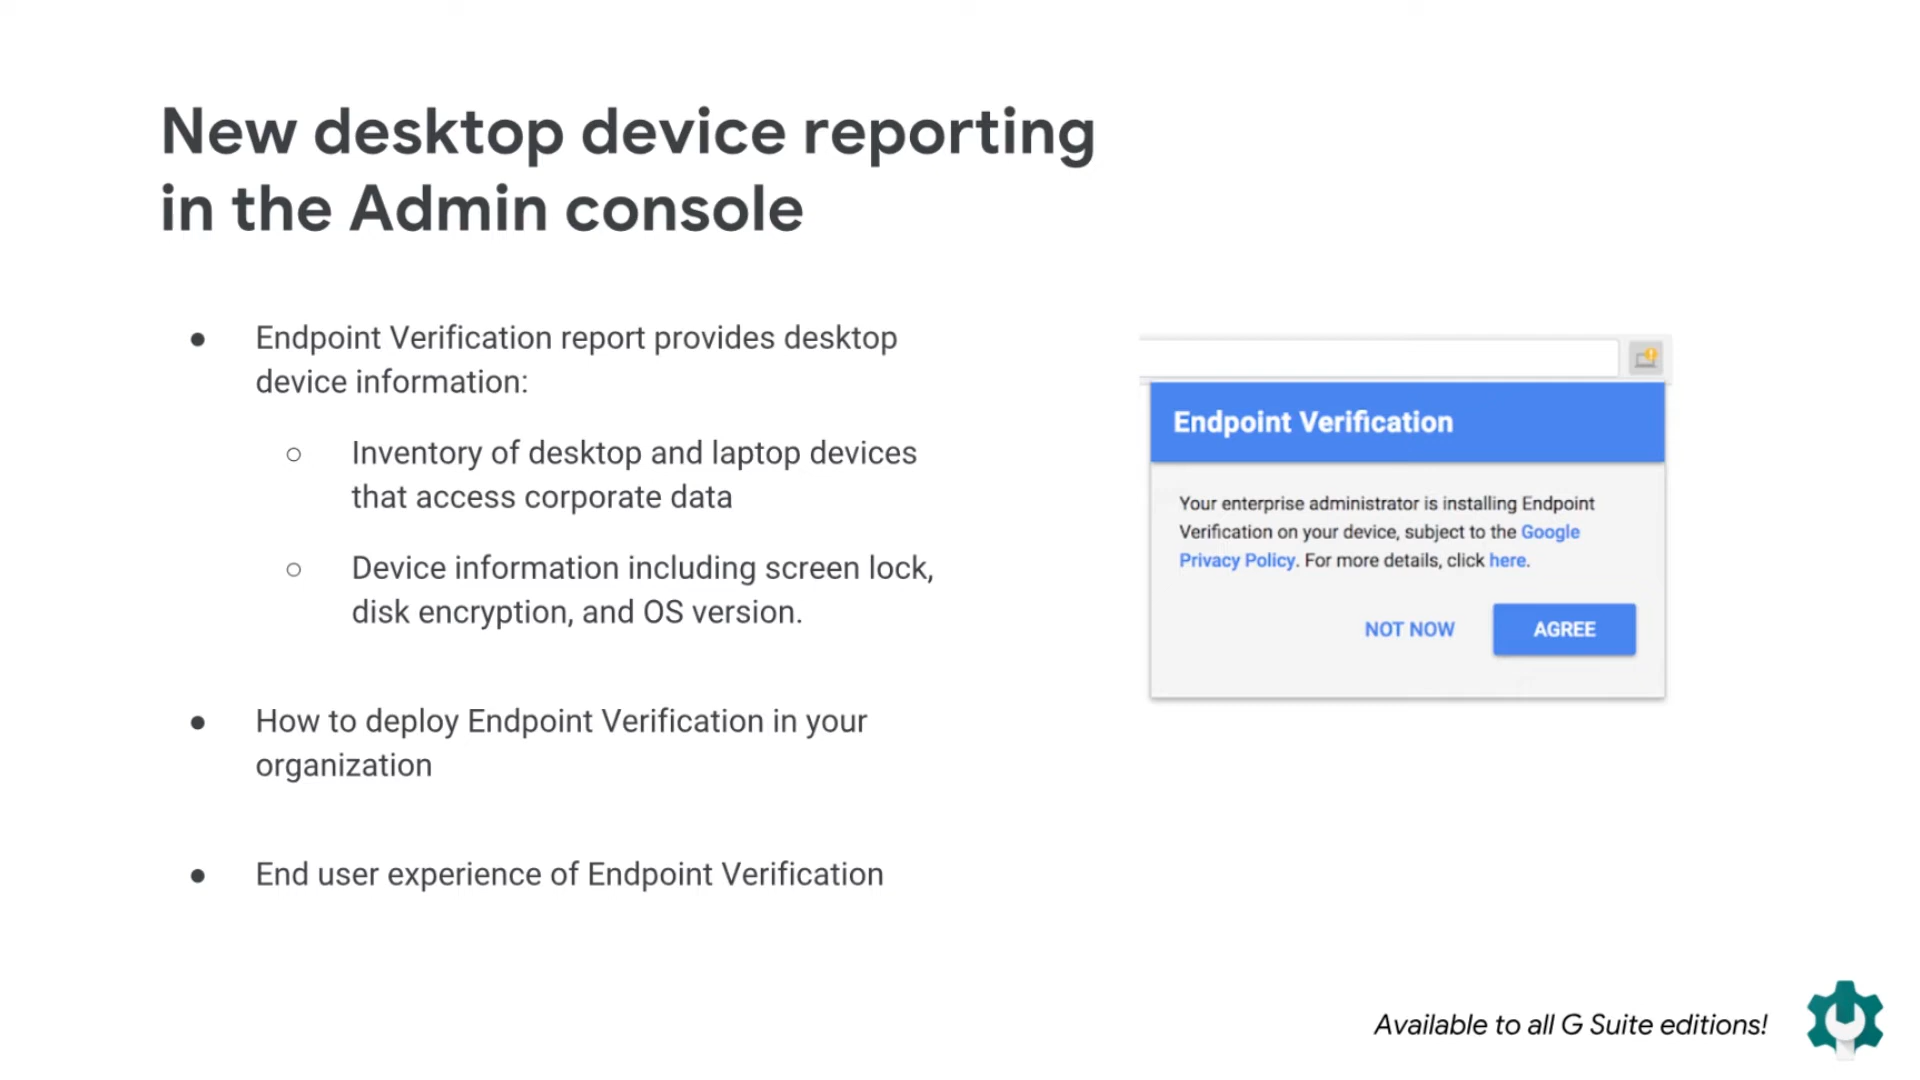 New desktop device reporting
in the Admin console
● Endpoint Verification report provides desktop
device information:
○ Inventory of desktop and laptop devices
that access corporate data
○ Device information including screen lock,
disk encryption, and OS version.
● How to deploy Endpoint Verification in your
organization
● End user experience of Endpoint Verification
Endpoint Verification
Your enterprise administrator is installing Endpoint
Verification on your device, subject to the Google
Privacy Policy. For more details, click here.
NOT NOW AGREE
Available to all G Suite editions!